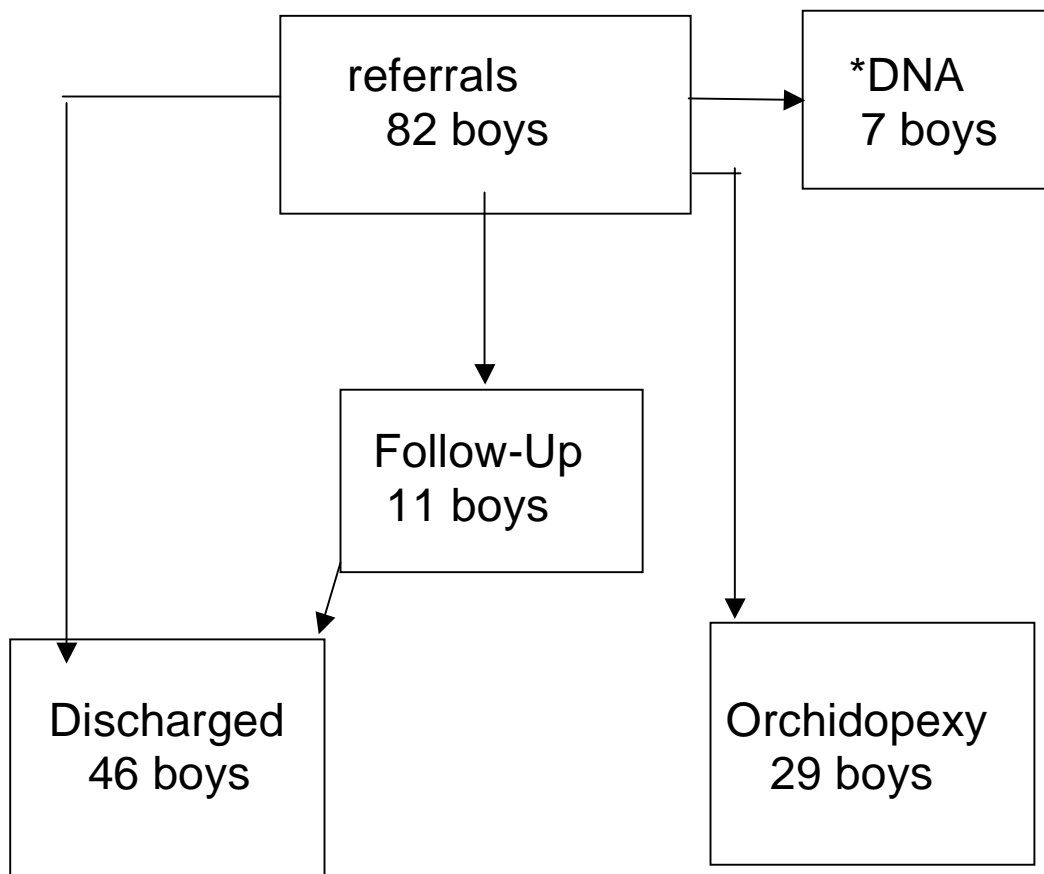 referrals
82 boys
*DNA
7 boys
Follow-Up
11 boys
Discharged
46 boys
Orchidopexy
29 boys